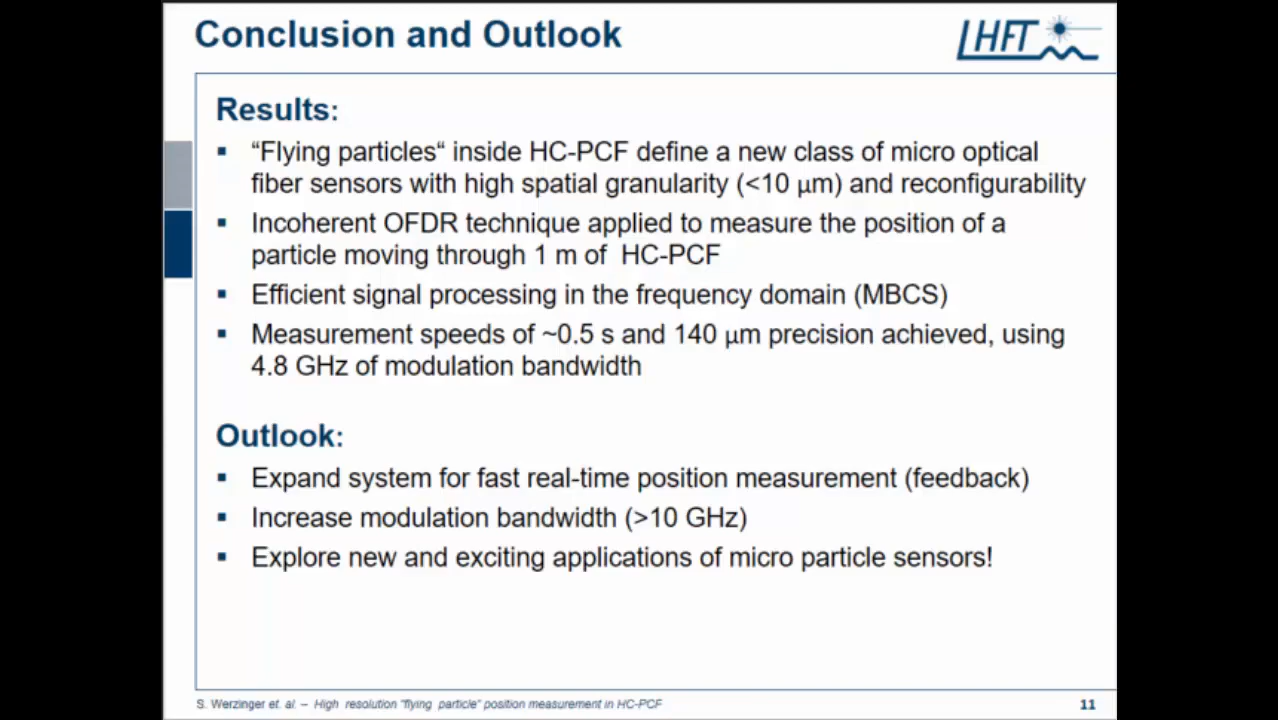 Conclusion and Outlook
LHFT
Results:
▪ “Flying particles“ inside HC-PCF define a new class of micro optical
fiber sensors with high spatial granularity (<10 µm) and reconfigurability
▪ Incoherent OFDR technique applied to measure the position of a
particle moving through 1 m of HC-PCF
▪ Efficient signal processing in the frequency domain (MBCS)
▪ Measurement speeds of ~0.5 s and 140 µm precision achieved, using
4.8 GHz of modulation bandwidth
Outlook:
▪ Expand system for fast real-time position measurement (feedback)
▪ Increase modulation bandwidth (>10 GHz)
▪ Explore new and exciting applications of micro particle sensors!
S. Werzinger et. al. – High resolution “flying particle“ position measurement in HC-PCF
11